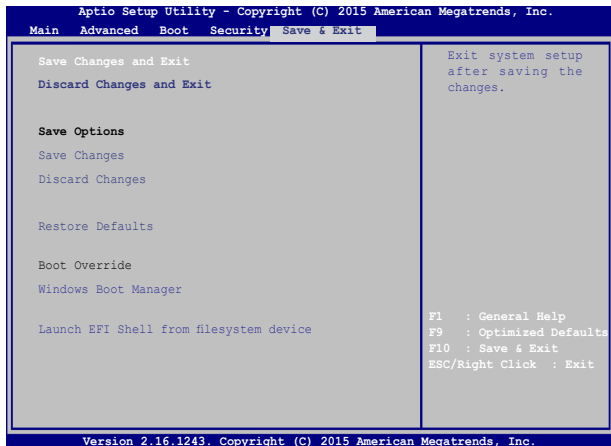 Aptio Setup Utility - Copyright (C) 2015 American Megatrends, Inc.
Main Advanced Boot Security Save & Exit
Save Changes and Exit
Discard Changes and Exit
Save Options
Save Changes
Discard Changes
Restore Defaults
Boot Override
Windows Boot Manager
Launch EFI Shell from filesystem device
Exit system setup
after saving the
changes.
F1 : General Help
F9 : Optimized Defaults
F10 : Save & Exit
ESC/Right Click : Exit
Version 2.16.1243. Copyright (C) 2015 American Megatrends, Inc.